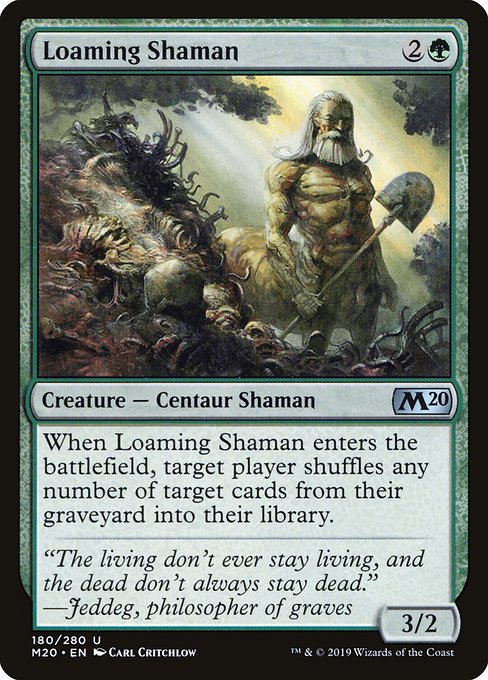 Loaming Shaman 2
Creature — Centaur Shaman M20
When Loaming Shaman enters the
battlefield, target player shuffles any
number of target cards from their
graveyard into their library.
“The living don’t ever stay living, and
the dead don’t always stay dead.”
—Jeddeg, philosopher of graves
3/2
180/280 U
M20 • EN Carl Critchlow ™ & © 2019 Wizards of the Coast